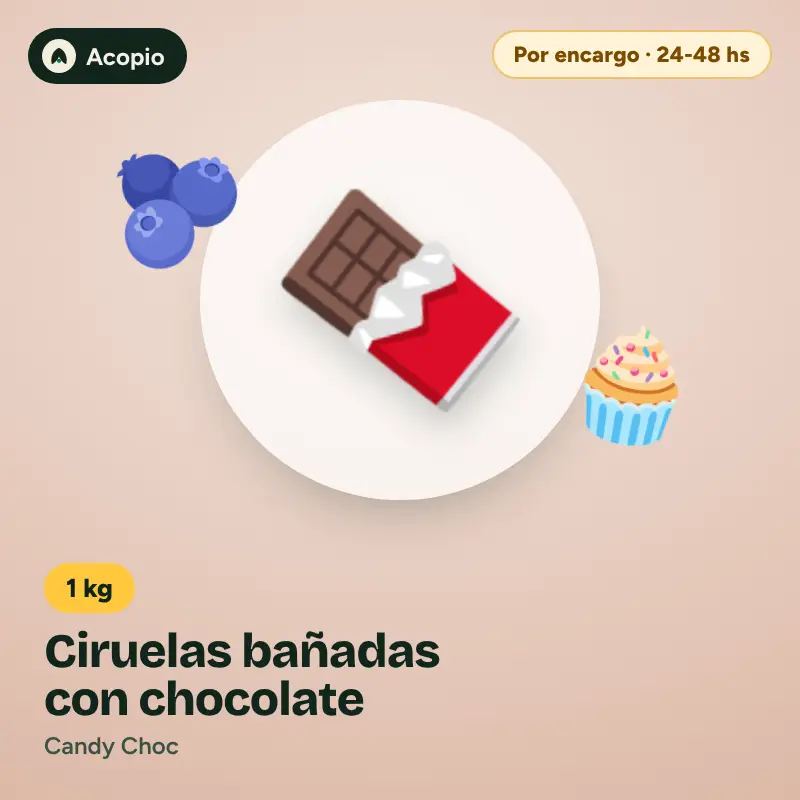 Acopio
Por encargo · 24-48 hs
1 kg
Ciruelas bañadas
con chocolate
Candy Choc